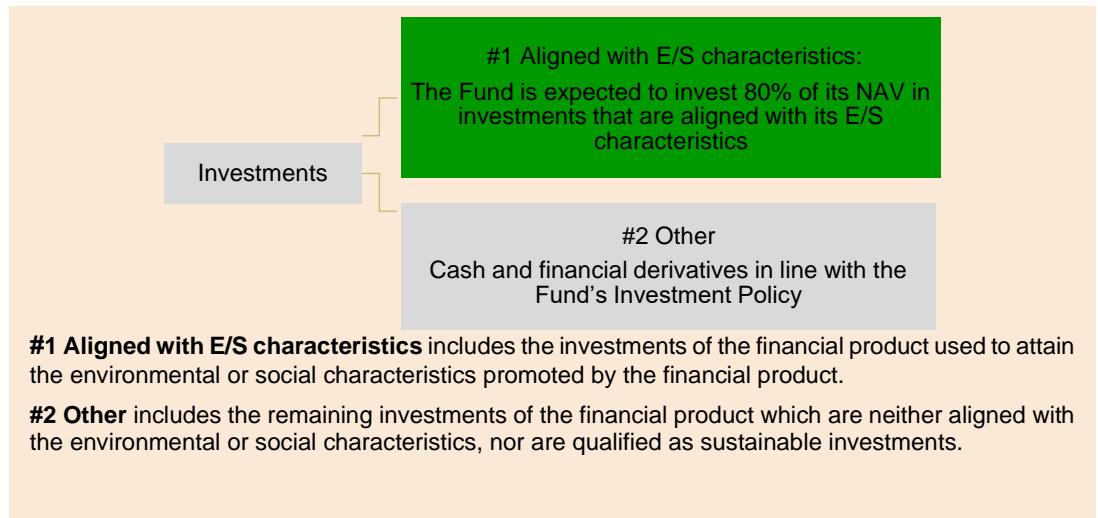 #1 Aligned with E/S characteristics:
The Fund is expected to invest 80% of its NAV in
investments that are aligned with its E/S
characteristics
Investments
#2 Other
Cash and financial derivatives in line with the
Fund’s Investment Policy
#1 Aligned with E/S characteristics includes the investments of the financial product used to attain
the environmental or social characteristics promoted by the financial product.
#2 Other includes the remaining investments of the financial product which are neither aligned with
the environmental or social characteristics, nor are qualified as sustainable investments.